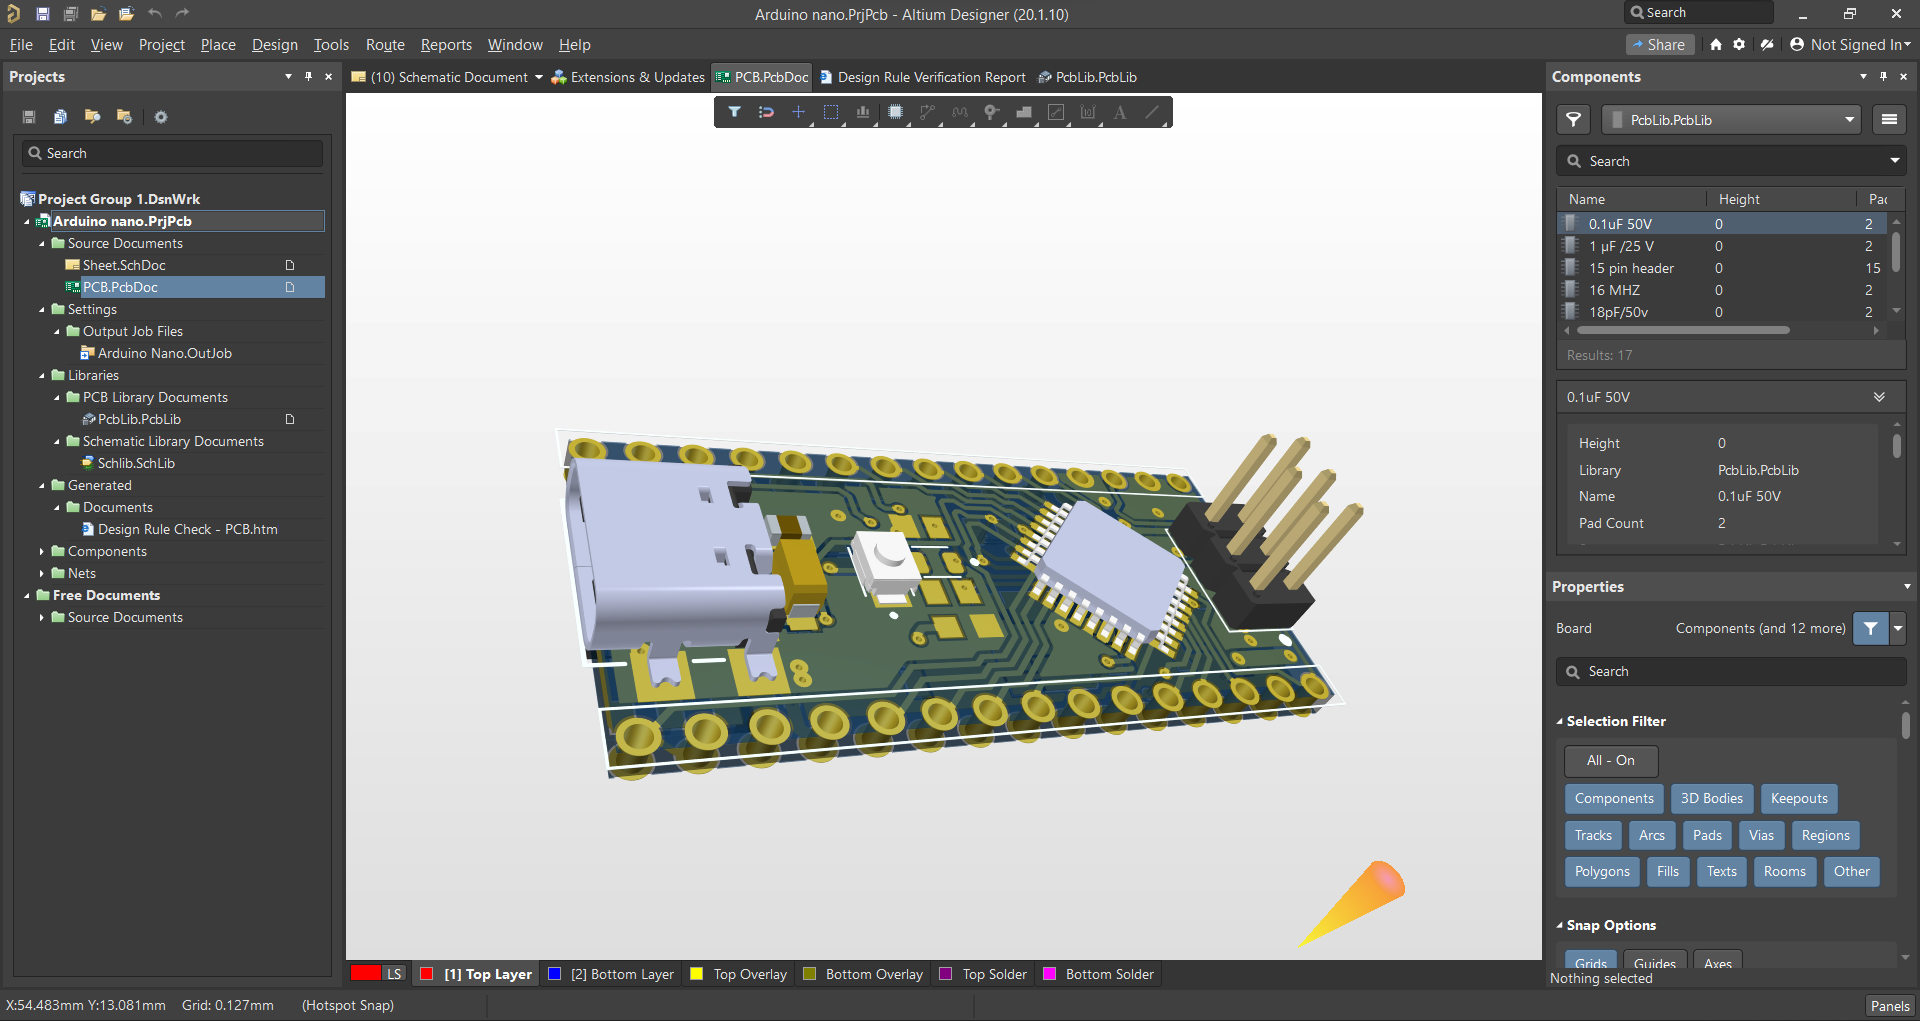 Arduino nano.PrjPcb - Altium Designer (20.1.10)
Search
File Edit View Project Place Design Tools Route Reports Window Help
Share
Not Signed In
Projects
(10) Schematic Document
Extensions & Updates
PCB.PcbDoc
Design Rule Verification Report
PcbLib.PcbLib
Search
Project Group 1.DsnWrk
Arduino nano.PrjPcb
Source Documents
Sheet.SchDoc
PCB.PcbDoc
Settings
Output Job Files
Arduino Nano.OutJob
Libraries
PCB Library Documents
PcbLib.PcbLib
Schematic Library Documents
Schlib.SchLib
Generated
Documents
Design Rule Check - PCB.htm
Components
Nets
Free Documents
Source Documents
Components
PcbLib.PcbLib
Search
Name Height Pac
0.1uF 50V 0 2
1 µF /25 V 0 2
15 pin header 0 15
16 MHZ 0 2
18pF/50v 0 2
Results: 17
0.1uF 50V
Height 0
Library PcbLib.PcbLib
Name 0.1uF 50V
Pad Count 2
Properties
Board Components (and 12 more)
Search
Selection Filter
All - On
Components 3D Bodies Keepouts
Tracks Arcs Pads Vias Regions
Polygons Fills Texts Rooms Other
Snap Options
Grids Guides Axes
Nothing selected
LS [1] Top Layer [2] Bottom Layer Top Overlay Bottom Overlay Top Solder Bottom Solder
X:54.483mm Y:13.081mm Grid: 0.127mm (Hotspot Snap)
Panels